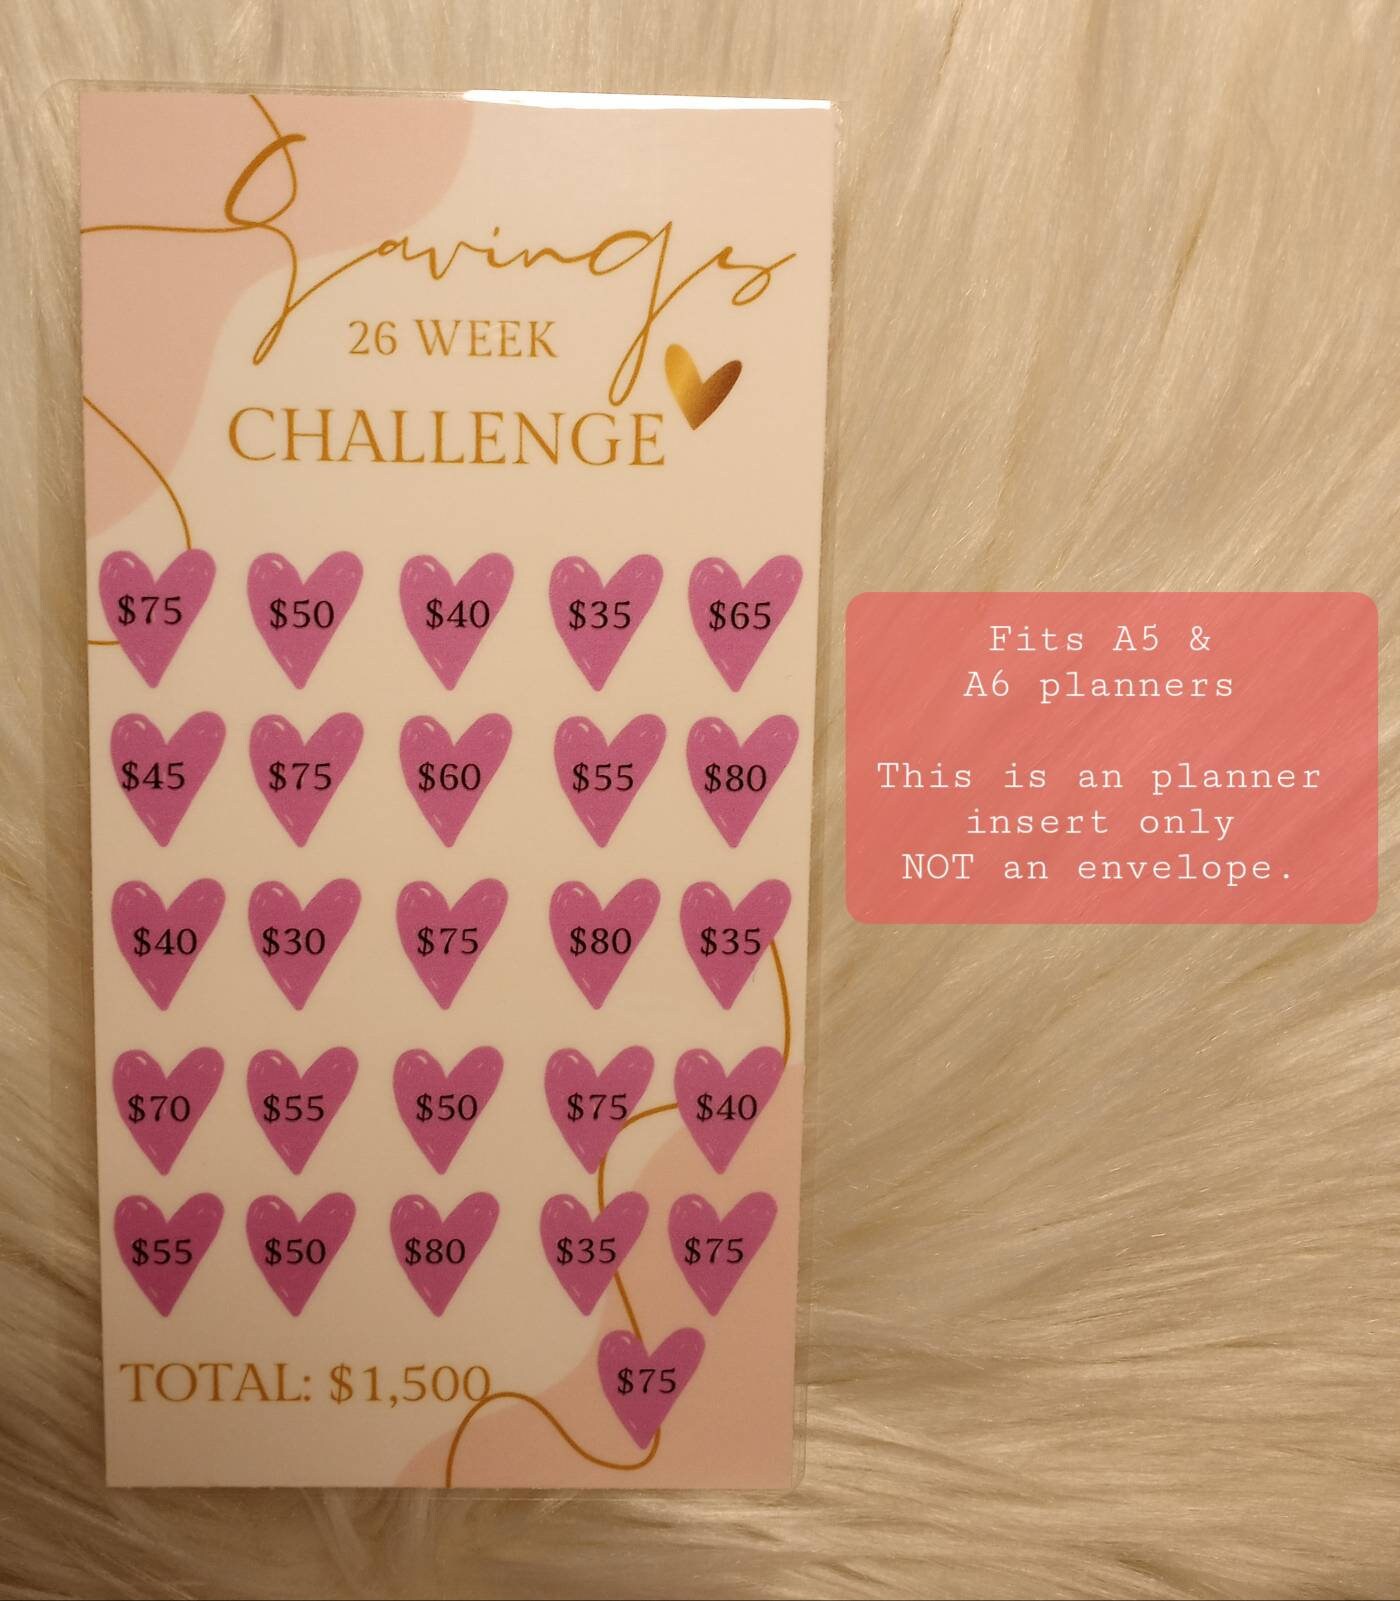 Savings
26 WEEK
CHALLENGE
$75 $50 $40 $35 $65
$45 $75 $60 $55 $80
$40 $30 $75 $80 $35
$70 $55 $50 $75 $40
$55 $50 $80 $35 $75
TOTAL: $1,500 $75
Fits A5 &
A6 planners
This is an planner
insert only
NOT an envelope.